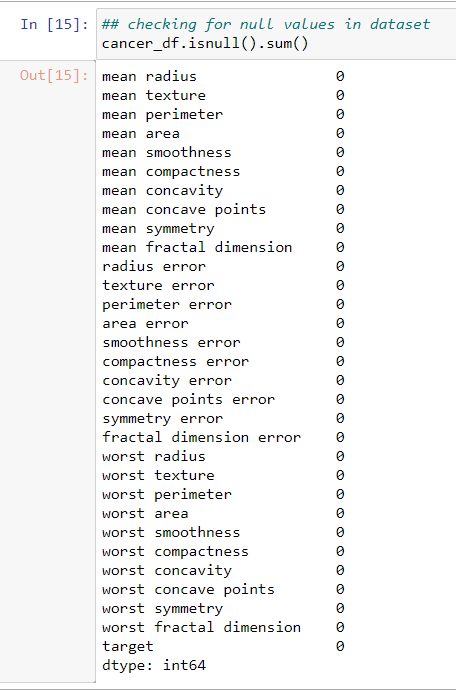 In [15]: ## checking for null values in dataset
cancer_df.isnull().sum()
Out[15]: mean radius 0
mean texture 0
mean perimeter 0
mean area 0
mean smoothness 0
mean compactness 0
mean concavity 0
mean concave points 0
mean symmetry 0
mean fractal dimension 0
radius error 0
texture error 0
perimeter error 0
area error 0
smoothness error 0
compactness error 0
concavity error 0
concave points error 0
symmetry error 0
fractal dimension error 0
worst radius 0
worst texture 0
worst perimeter 0
worst area 0
worst smoothness 0
worst compactness 0
worst concavity 0
worst concave points 0
worst symmetry 0
worst fractal dimension 0
target 0
dtype: int64